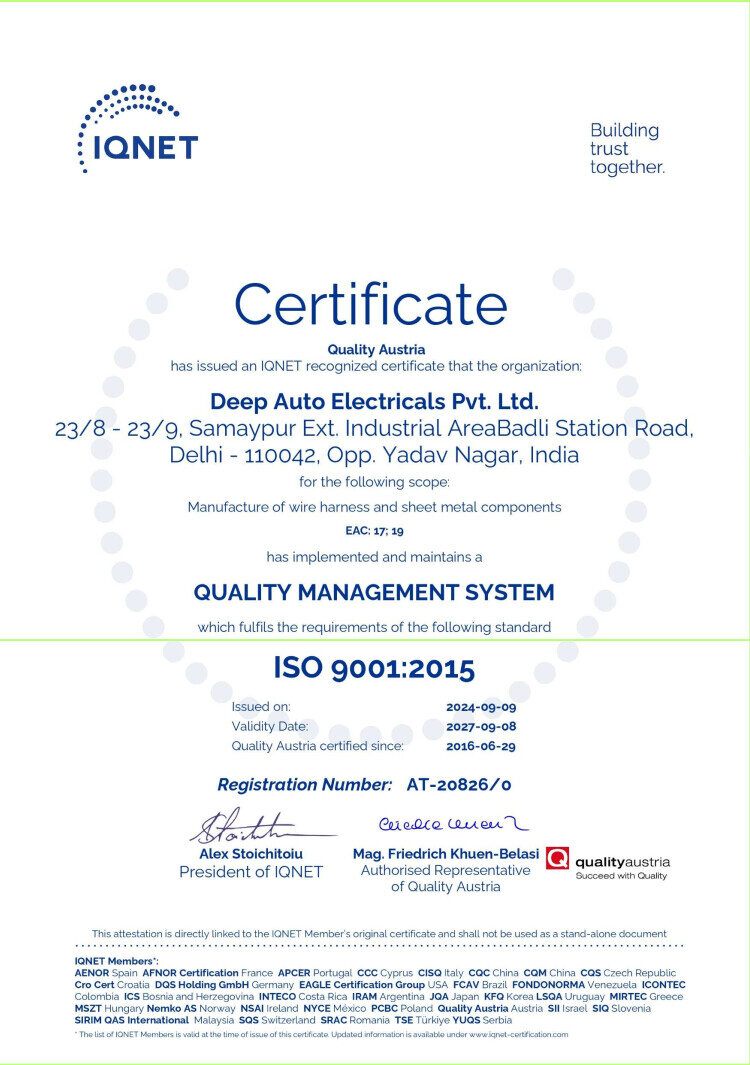 IQNET
Building
trust
together.
Certificate
Quality Austria
has issued an IQNET recognized certificate that the organization:
Deep Auto Electricals Pvt. Ltd.
23/8 - 23/9, Samaypur Ext. Industrial AreaBadli Station Road,
Delhi - 110042, Opp. Yadav Nagar, India
for the following scope:
Manufacture of wire harness and sheet metal components
EAC: 17; 19
has implemented and maintains a
QUALITY MANAGEMENT SYSTEM
which fulfils the requirements of the following standard
ISO 9001:2015
Issued on: 2024-09-09
Validity Date: 2027-09-08
Quality Austria certified since: 2016-06-29
Registration Number: AT-20826/0
Alex Stoichitoiu
President of IQNET
Mag. Friedrich Khuen-Belasi
Authorised Representative
of Quality Austria
qualityaustria
Succeed with Quality
This attestation is directly linked to the IQNET Member's original certificate and shall not be used as a stand-alone document
IQNET Members*:
AENOR Spain AFNOR Certification France APCER Portugal CCC Cyprus CISQ Italy CQC China CQM China CQS Czech Republic
Cro Cert Croatia DQS Holding GmbH Germany EAGLE Certification Group USA FCAV Brazil FONDONORMA Venezuela ICONTEC
Colombia ICS Bosnia and Herzegovina INTECO Costa Rica IRAM Argentina JQA Japan KFQ Korea LSQA Uruguay MIRTEC Greece
MSZT Hungary Nemko AS Norway NSAI Ireland NYCE México PCBC Poland Quality Austria Austria SII Israel SIQ Slovenia
SIRIM QAS International Malaysia SQS Switzerland SRAC Romania TSE Türkiye YUQS Serbia
* The list of IQNET Members is valid at the time of issue of this certificate. Updated information is available under www.iqnet-certification.com